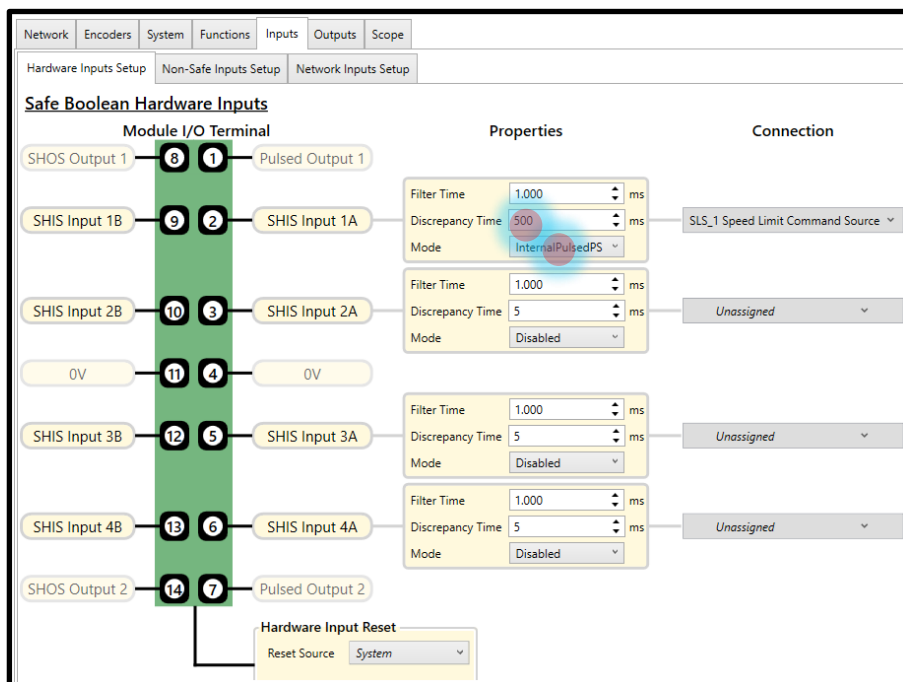 Network Encoders System Functions Inputs Outputs Scope
Hardware Inputs Setup Non-Safe Inputs Setup Network Inputs Setup
Safe Boolean Hardware Inputs
Module I/O Terminal Properties Connection
SHOS Output 1 8 1 Pulsed Output 1
Filter Time 1.000 ms
SHIS Input 1B 9 2 SHIS Input 1A Discrepancy Time 500 ms SLS_1 Speed Limit Command Source
Mode InternalPulsedPS
Filter Time 1.000 ms
SHIS Input 2B 10 3 SHIS Input 2A Discrepancy Time 5 ms Unassigned
Mode Disabled
0V 11 4 0V
Filter Time 1.000 ms
SHIS Input 3B 12 5 SHIS Input 3A Discrepancy Time 5 ms Unassigned
Mode Disabled
Filter Time 1.000 ms
SHIS Input 4B 13 6 SHIS Input 4A Discrepancy Time 5 ms Unassigned
Mode Disabled
SHOS Output 2 14 7 Pulsed Output 2
Hardware Input Reset
Reset Source System